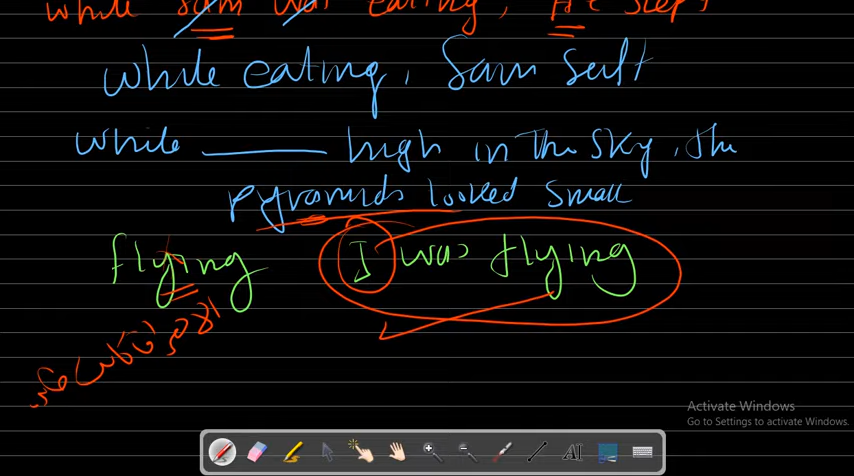 while Sam was eating, He slept
while eating, Sam
while ______ high in the sky, the
pyramids looked small
flying I was flying
Activate Windows
Go to Settings to activate Windows.
AI